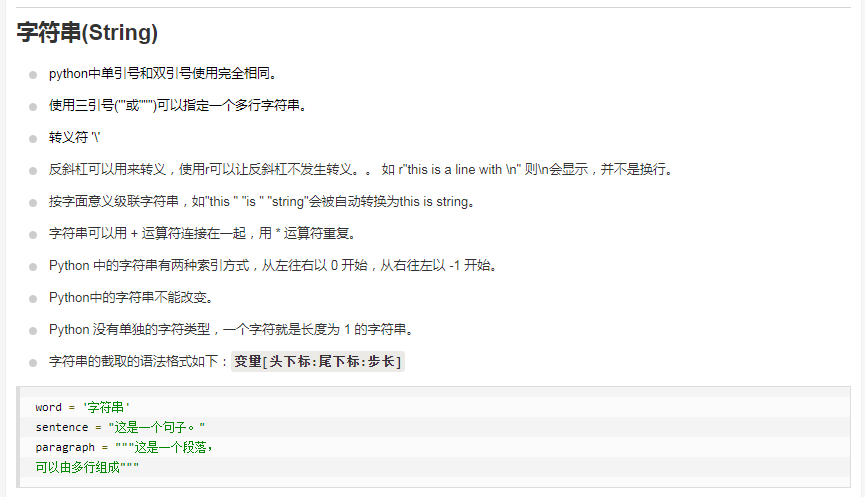 字符串(String)
python中单引号和双引号使用完全相同。
使用三引号('''或""")可以指定一个多行字符串。
转义符 '\'
反斜杠可以用来转义，使用r可以让反斜杠不发生转义。。 如 r"this is a line with \n" 则\n会显示，并不是换行。
按字面意义级联字符串，如"this " "is " "string"会被自动转换为this is string。
字符串可以用 + 运算符连接在一起，用 * 运算符重复。
Python 中的字符串有两种索引方式，从左往右以 0 开始，从右往左以 -1 开始。
Python中的字符串不能改变。
Python 没有单独的字符类型，一个字符就是长度为 1 的字符串。
字符串的截取的语法格式如下：变量[头下标:尾下标:步长]
word = '字符串'
sentence = "这是一个句子。"
paragraph = """这是一个段落，
可以由多行组成"""